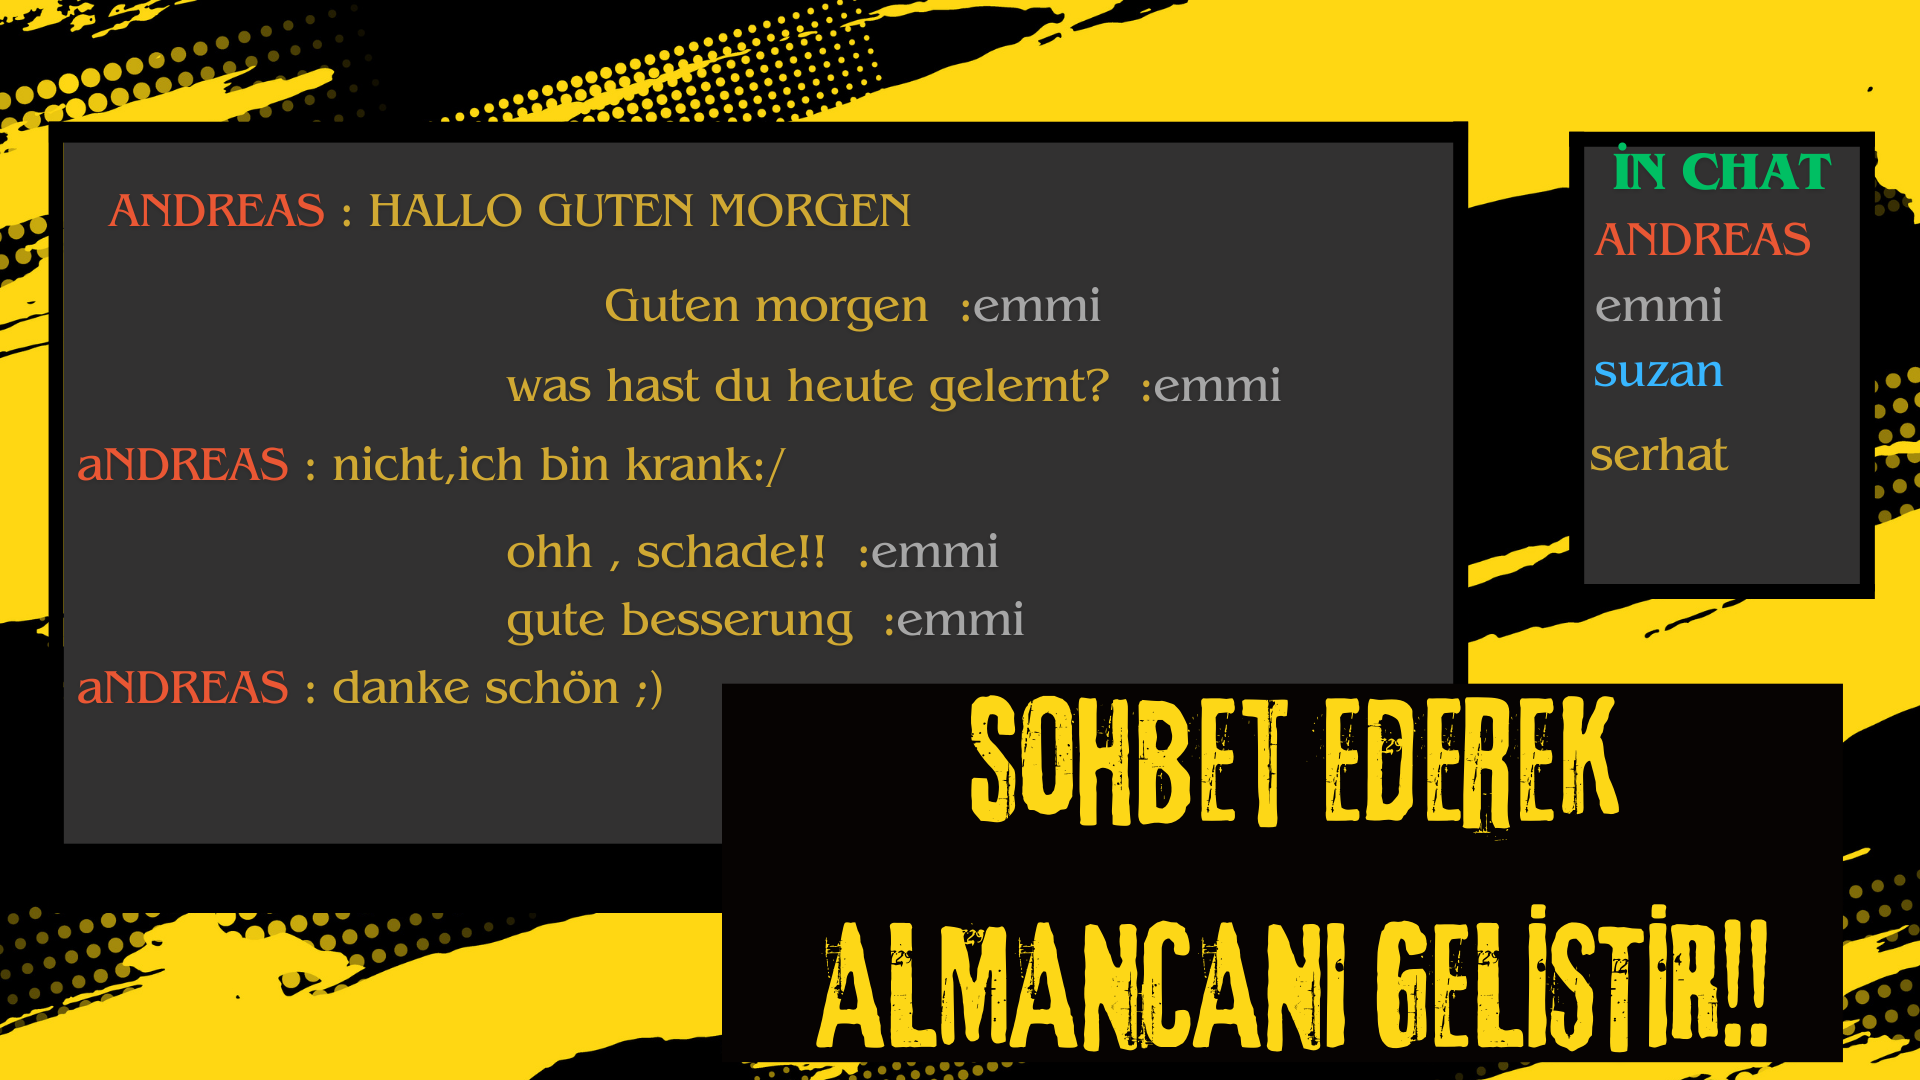 ANDREAS : HALLO GUTEN MORGEN
Guten morgen :emmi
was hast du heute gelernt? :emmi
aNDREAS : nicht,ich bin krank:/
ohh , schade!! :emmi
gute besserung :emmi
aNDREAS : danke schön ;)
İN CHAT
ANDREAS
emmi
suzan
serhat
SOHBET EDEREK
ALMANCANI GELİSTİR!!